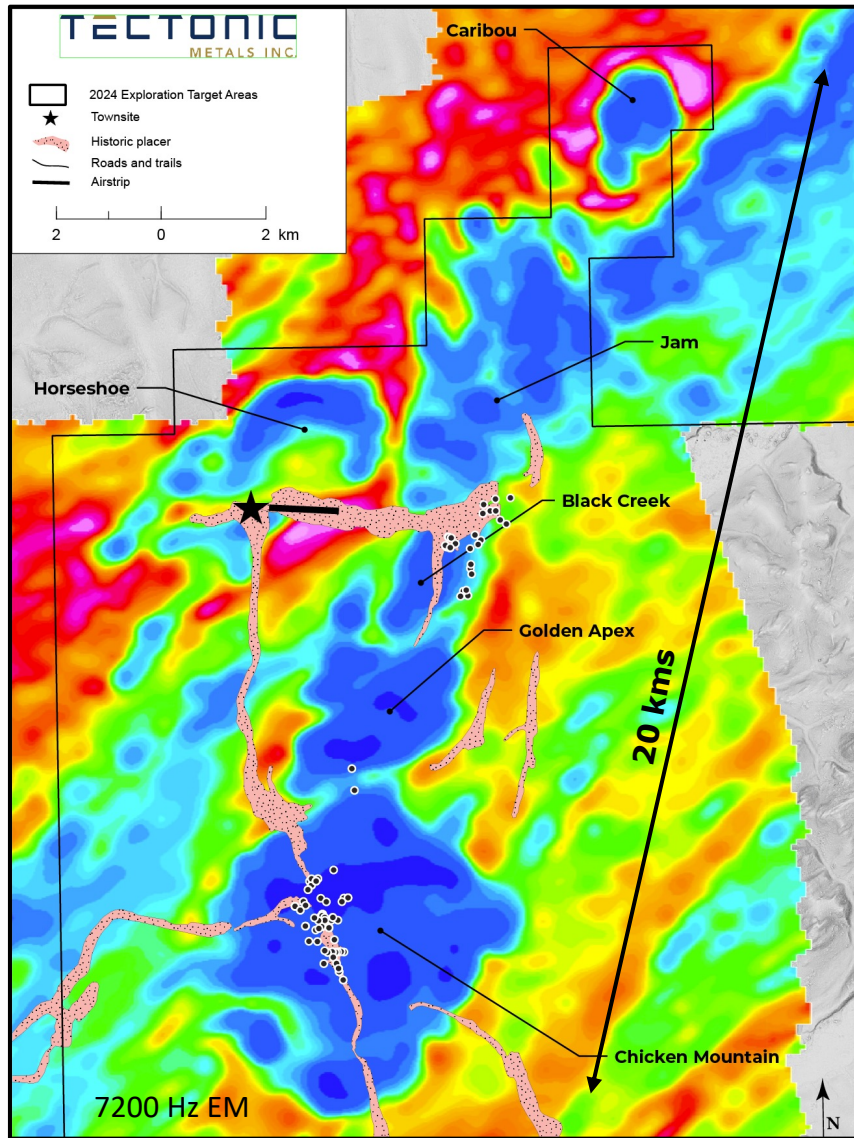 TECTONIC
METALS INC.
2024 Exploration Target Areas
Townsite
Historic placer
Roads and trails
Airstrip
2 0 2 km
Caribou
Jam
Horseshoe
Black Creek
Golden Apex
20 kms
Chicken Mountain
7200 Hz EM
N